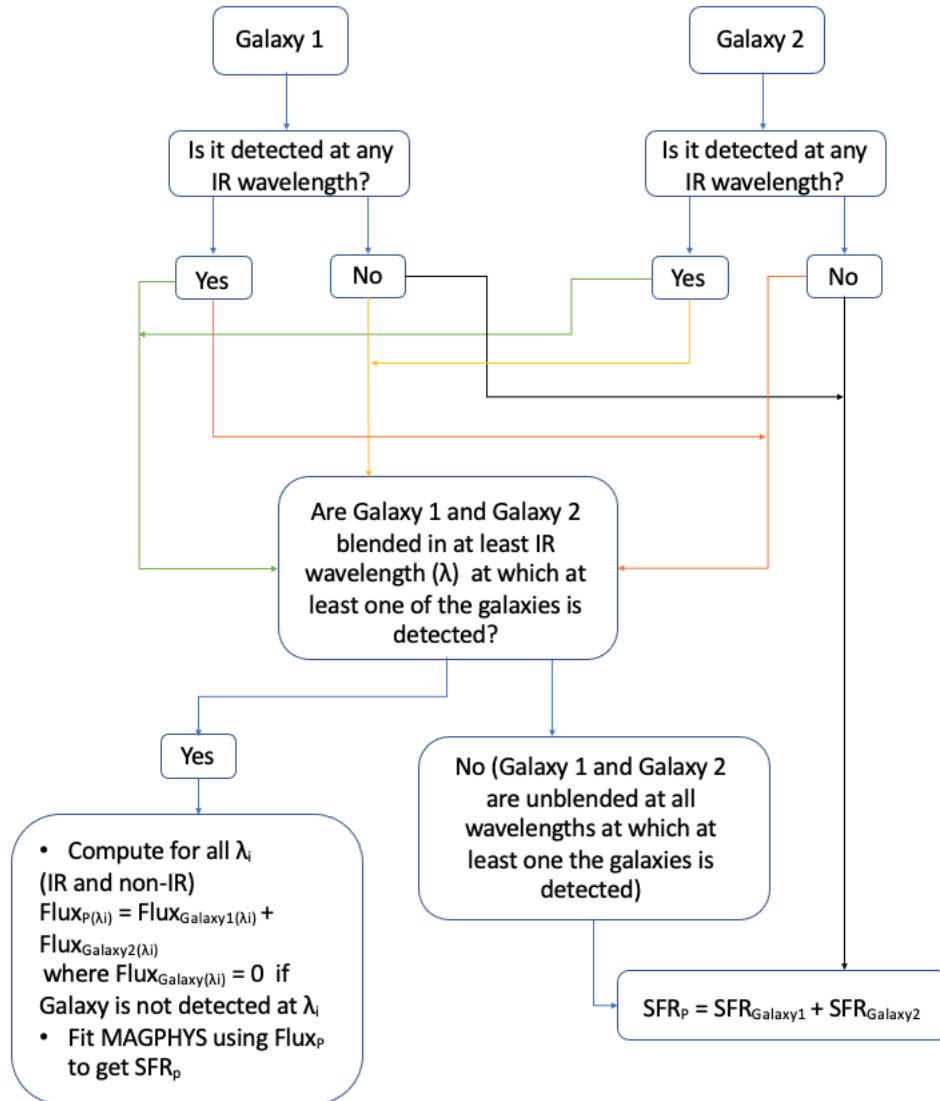 Galaxy 1
Galaxy 2
Is it detected at any
IR wavelength?
Is it detected at any
IR wavelength?
Yes
No
Yes
No
Are Galaxy 1 and Galaxy 2
blended in at least IR
wavelength (λ) at which at
least one of the galaxies is
detected?
Yes
No (Galaxy 1 and Galaxy 2
are unblended at all
wavelengths at which at
least one the galaxies is
detected)
• Compute for all λi
(IR and non-IR)
FluxP(λi) = FluxGalaxy1(λi) +
FluxGalaxy2(λi)
where FluxGalaxy(λi) = 0 if
Galaxy is not detected at λi
• Fit MAGPHYS using FluxP
to get SFRp
SFRP = SFRGalaxy1 + SFRGalaxy2